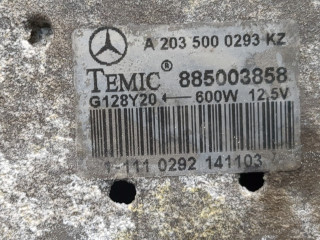 A 203 500 0293 KZ
TEMIC® 885003858
G128Y20 ← 600W 12,5V
1-111 0292 141103